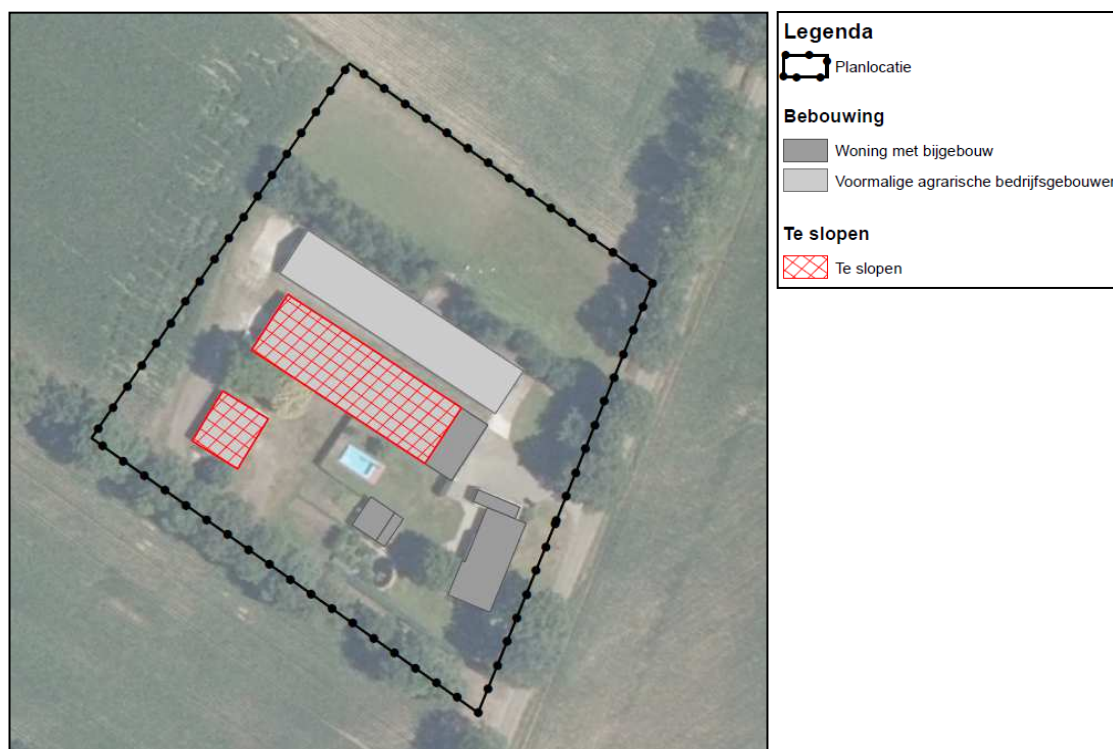 Legenda
Planlocatie
Bebouwing
Woning met bijgebouw
Voormalige agrarische bedrijfsgebouwen
Te slopen
Te slopen